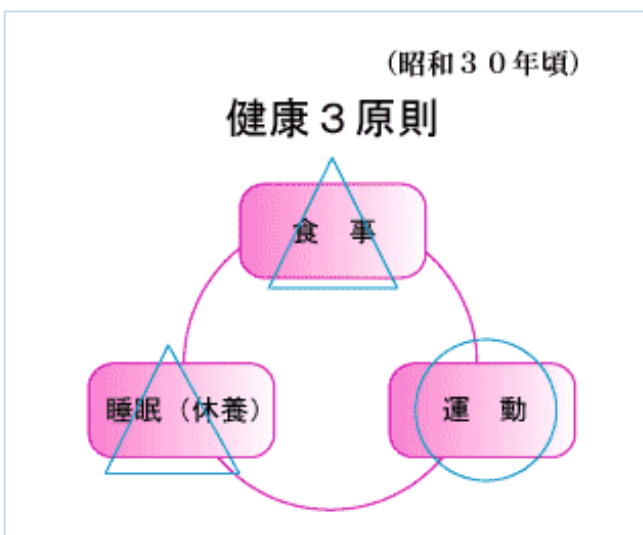 （昭和３０年頃）
健康３原則
食　事
睡眠（休養）
運　動